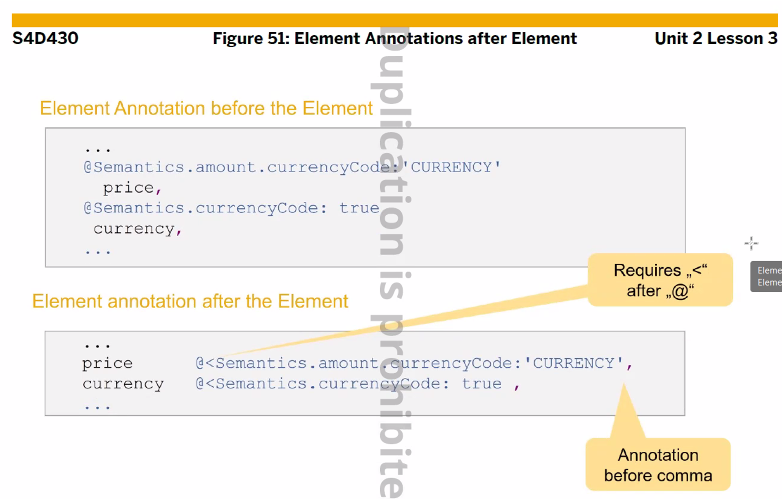 S4D430 Figure 51: Element Annotations after Element Unit 2 Lesson 3
Element Annotation before the Element
...
@Semantics.amount.currencyCode:'CURRENCY'
price,
@Semantics.currencyCode: true
currency,
...
Requires „<“
after „@“
Element annotation after the Element
...
price @<Semantics.amount.currencyCode:'CURRENCY',
currency @<Semantics.currencyCode: true ,
...
Annotation
before comma
Duplication is prohibite
Eleme
Eleme